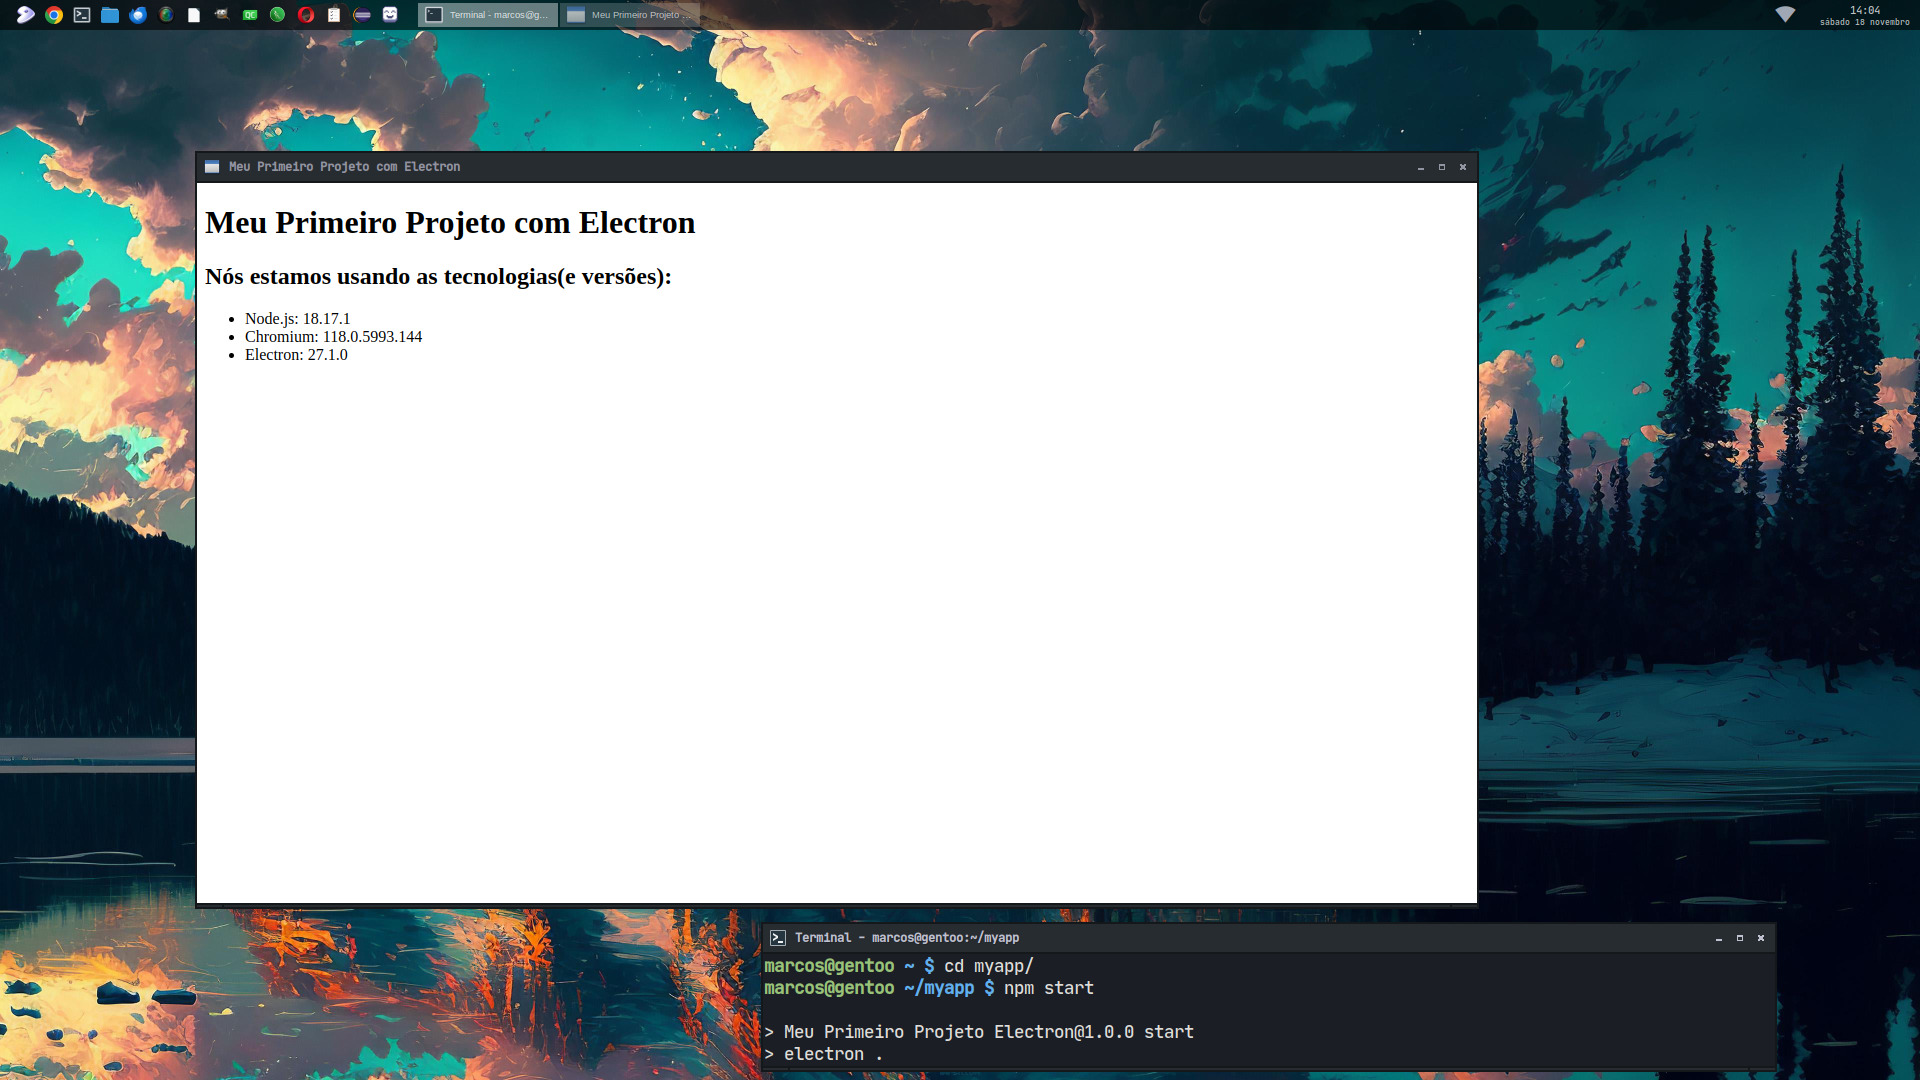 Terminal - marcos@g...
Meu Primeiro Projeto ...
14:04
sábado 18 novembro
Meu Primeiro Projeto com Electron
Meu Primeiro Projeto com Electron
Nós estamos usando as tecnologias(e versões):
Node.js: 18.17.1
Chromium: 118.0.5993.144
Electron: 27.1.0
Terminal - marcos@gentoo:~/myapp
marcos@gentoo ~ $ cd myapp/
marcos@gentoo ~/myapp $ npm start
> Meu Primeiro Projeto Electron@1.0.0 start
> electron .